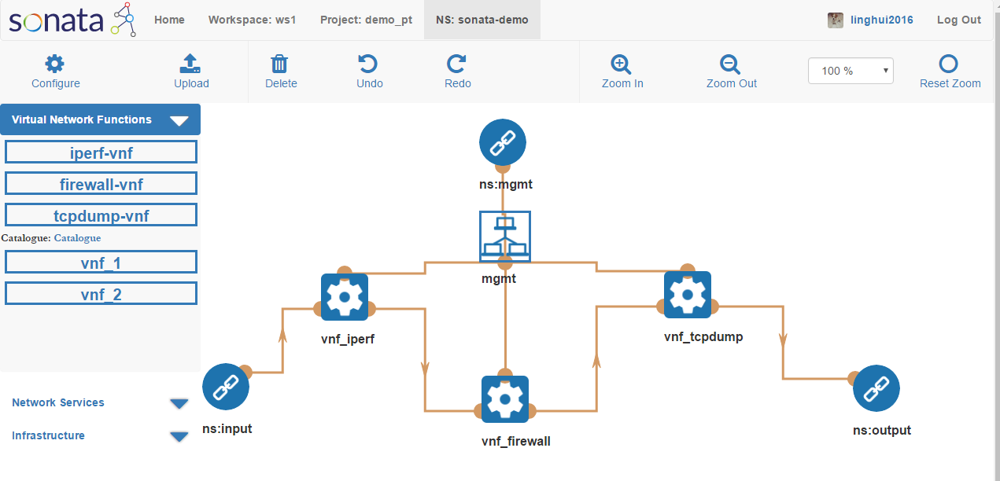 sonata Home Workspace: ws1 Project: demo_pt NS: sonata-demo linghui2016 Log Out
Configure Upload Delete Undo Redo Zoom In Zoom Out 100 % Reset Zoom
Virtual Network Functions
iperf-vnf
firewall-vnf
tcpdump-vnf
Catalogue: Catalogue
vnf_1
vnf_2
Network Services
Infrastructure
ns:mgmt
mgmt
vnf_iperf
vnf_tcpdump
ns:input
vnf_firewall
ns:output